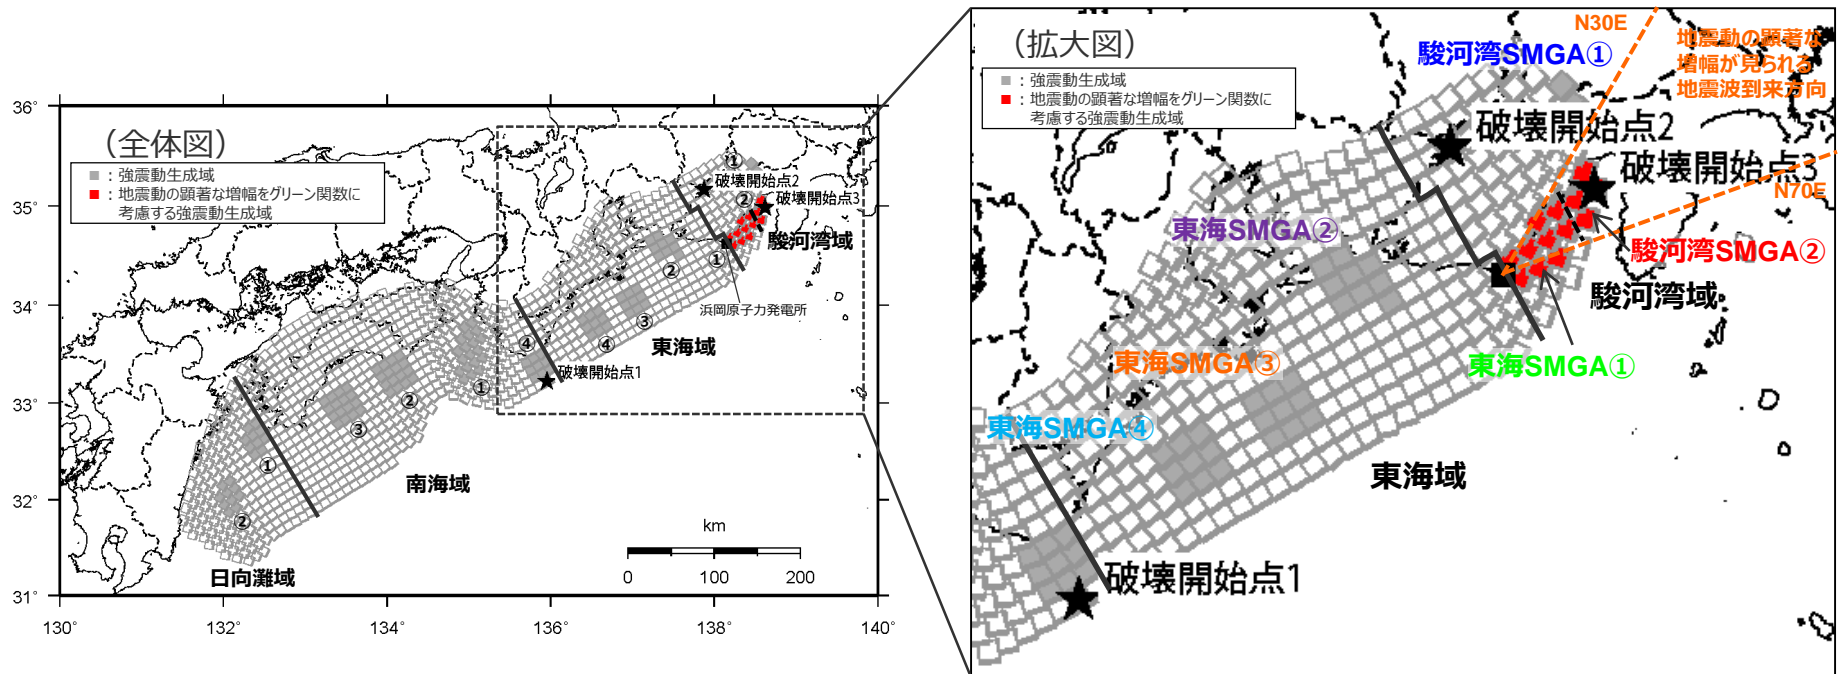 (全体図)
■ : 強震動生成域
■ : 地震動の顕著な増幅をグリーン関数に
考慮する強震動生成域
36°
35°
34°
33°
32°
31°
130°
132°
134°
136°
138°
140°
①
破壊開始点2
②
破壊開始点3
駿河湾域
①
②
浜岡原子力発電所
③
東海域
④
④
破壊開始点1
①
②
③
南海域
①
②
日向灘域
km
0 100 200
(拡大図)
■ : 強震動生成域
■ : 地震動の顕著な増幅をグリーン関数に
考慮する強震動生成域
N30E
地震動の顕著な
増幅が見られる
地震波到来方向
駿河湾SMGA①
破壊開始点2
破壊開始点3
N70E
東海SMGA②
駿河湾SMGA②
駿河湾域
東海SMGA③
東海SMGA①
東海SMGA④
東海域
破壊開始点1